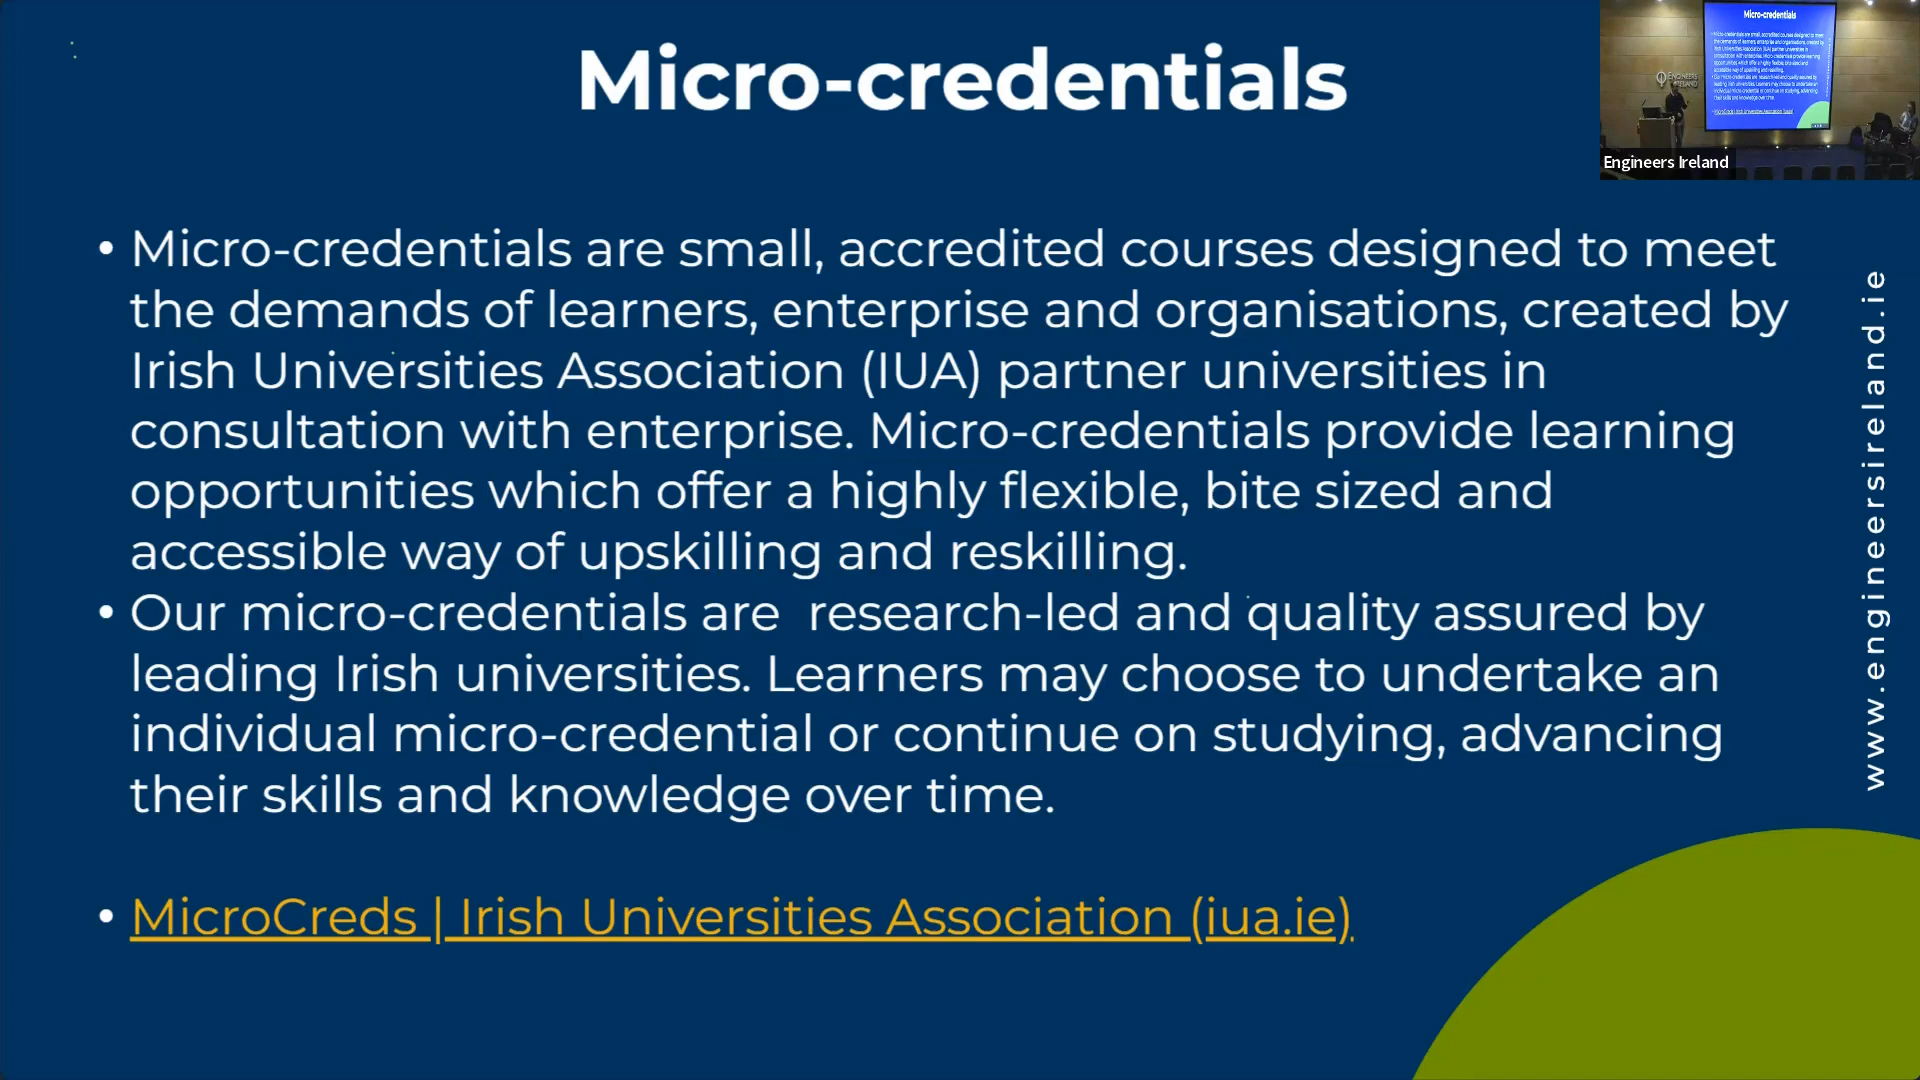 Micro-credentials
• Micro-credentials are small, accredited courses designed to meet
the demands of learners, enterprise and organisations, created by
Irish Universities Association (IUA) partner universities in
consultation with enterprise. Micro-credentials provide learning
opportunities which offer a highly flexible, bite sized and
accessible way of upskilling and reskilling.
• Our micro-credentials are  research-led and quality assured by
leading Irish universities. Learners may choose to undertake an
individual micro-credential or continue on studying, advancing
their skills and knowledge over time.
• MicroCreds | Irish Universities Association (iua.ie)
www.engineersireland.ie
Micro-credentials
ENGINEERS
IRELAND
Engineers Ireland